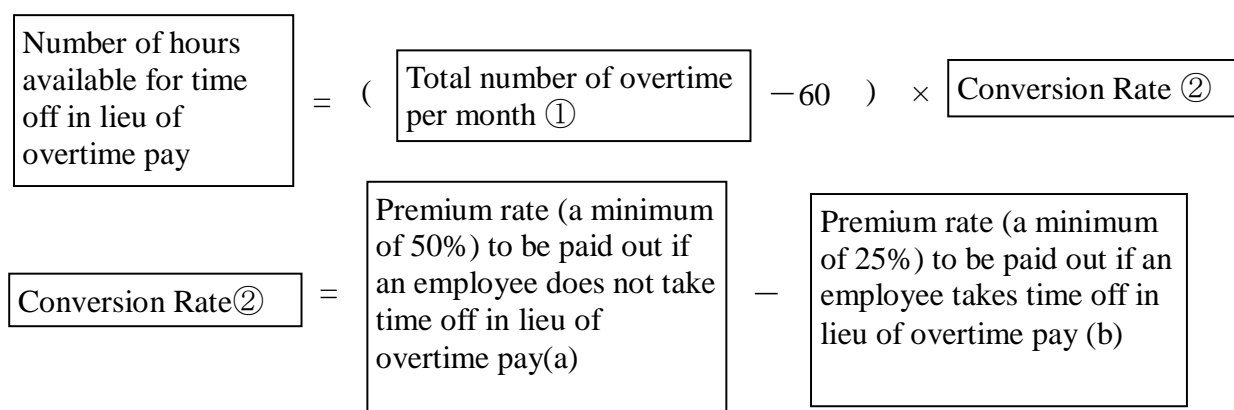 Number of hours
available for time
off in lieu of
overtime pay
=
(
Total number of overtime
per month ①
－60
)
×
Conversion Rate ②
Conversion Rate②
=
Premium rate (a minimum
of 50%) to be paid out if
an employee does not take
time off in lieu of
overtime pay(a)
－
Premium rate (a minimum
of 25%) to be paid out if an
employee takes time off in
lieu of overtime pay (b)